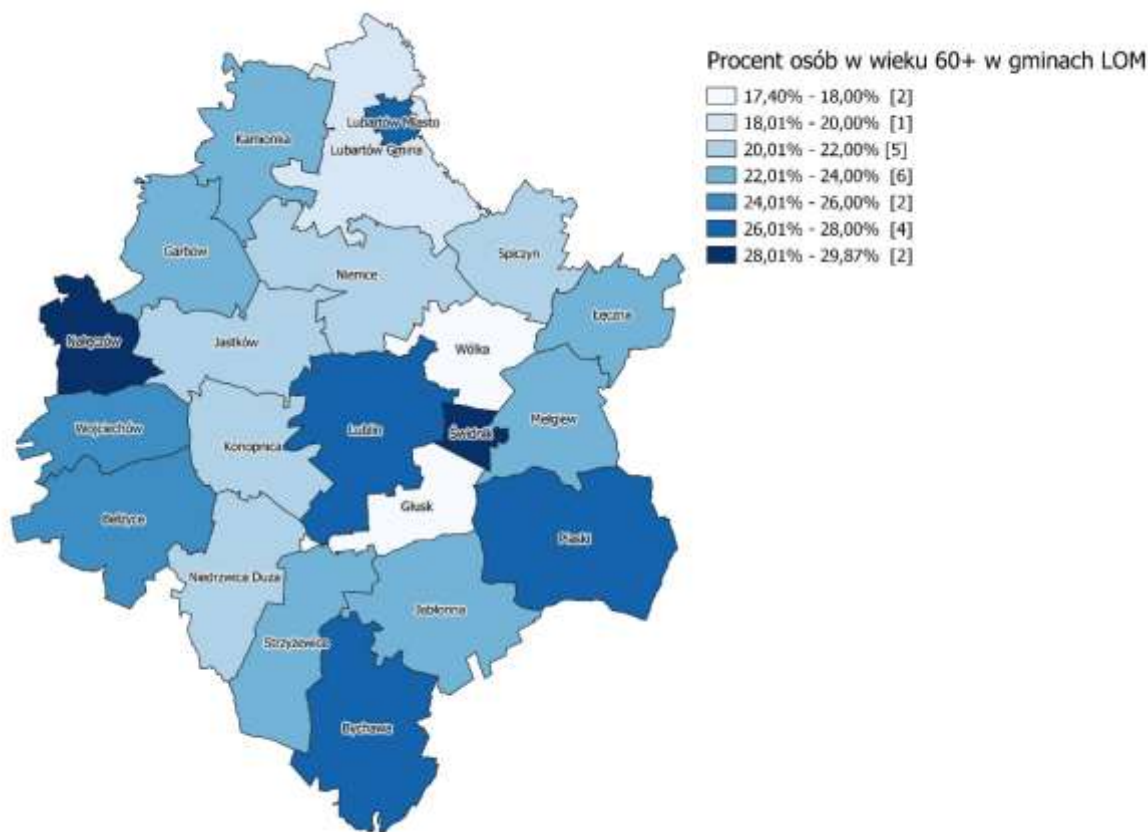 Procent osób w wieku 60+ w gminach LOM
17,40% - 18,00% [2]
18,01% - 20,00% [1]
20,01% - 22,00% [5]
22,01% - 24,00% [6]
24,01% - 26,00% [2]
26,01% - 28,00% [4]
28,01% - 29,87% [2]
Lubartów Miasto
Kamionka
Lubartów Gmina
Garbów
Spiczyn
Niemce
Łęczna
Nałęczów
Jastków
Wólka
Mełgiew
Wojciechów
Lublin
Świdnik
Konopnica
Głusk
Bełżyce
Piaski
Niedrzwica Duża
Jabłonna
Strzyżewice
Bychawa